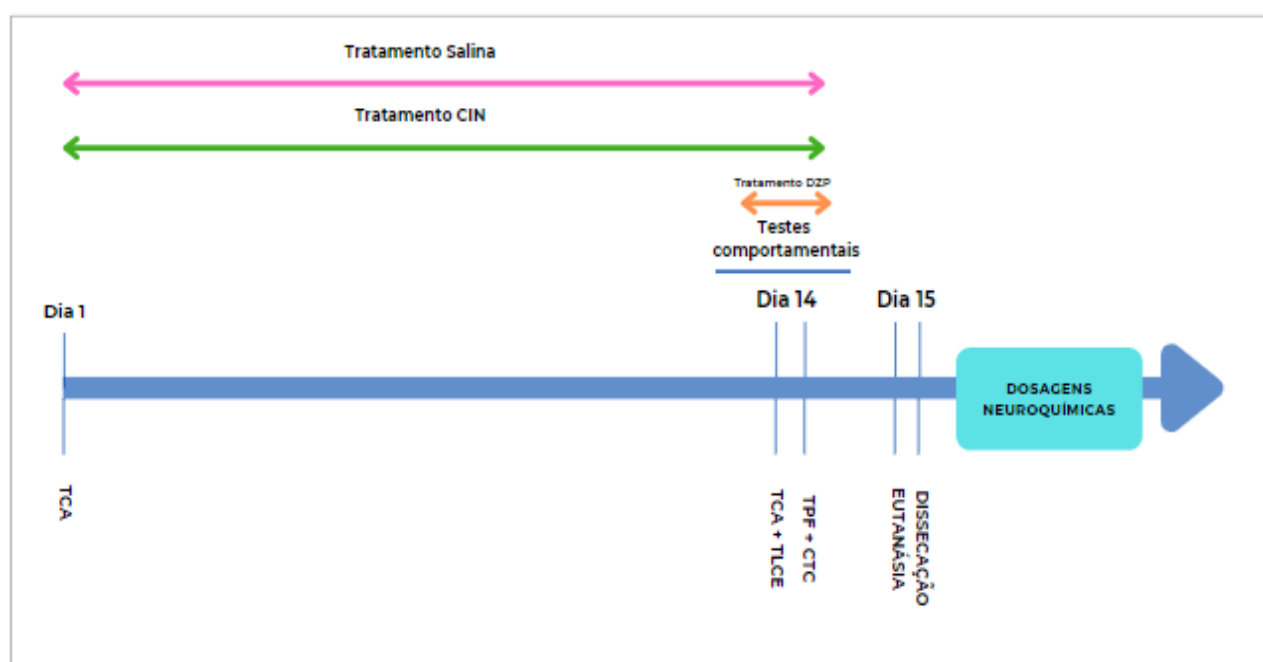 Tratamento Salina
Tratamento CIN
Tratamento DZP
Testes
comportamentais
Dia 1
Dia 14
Dia 15
DOSAGENS
NEUROQUÍMICAS
TCA
TCA + TLCE
TPF + CTC
EUTANÁSIA
DISSECAÇÃO